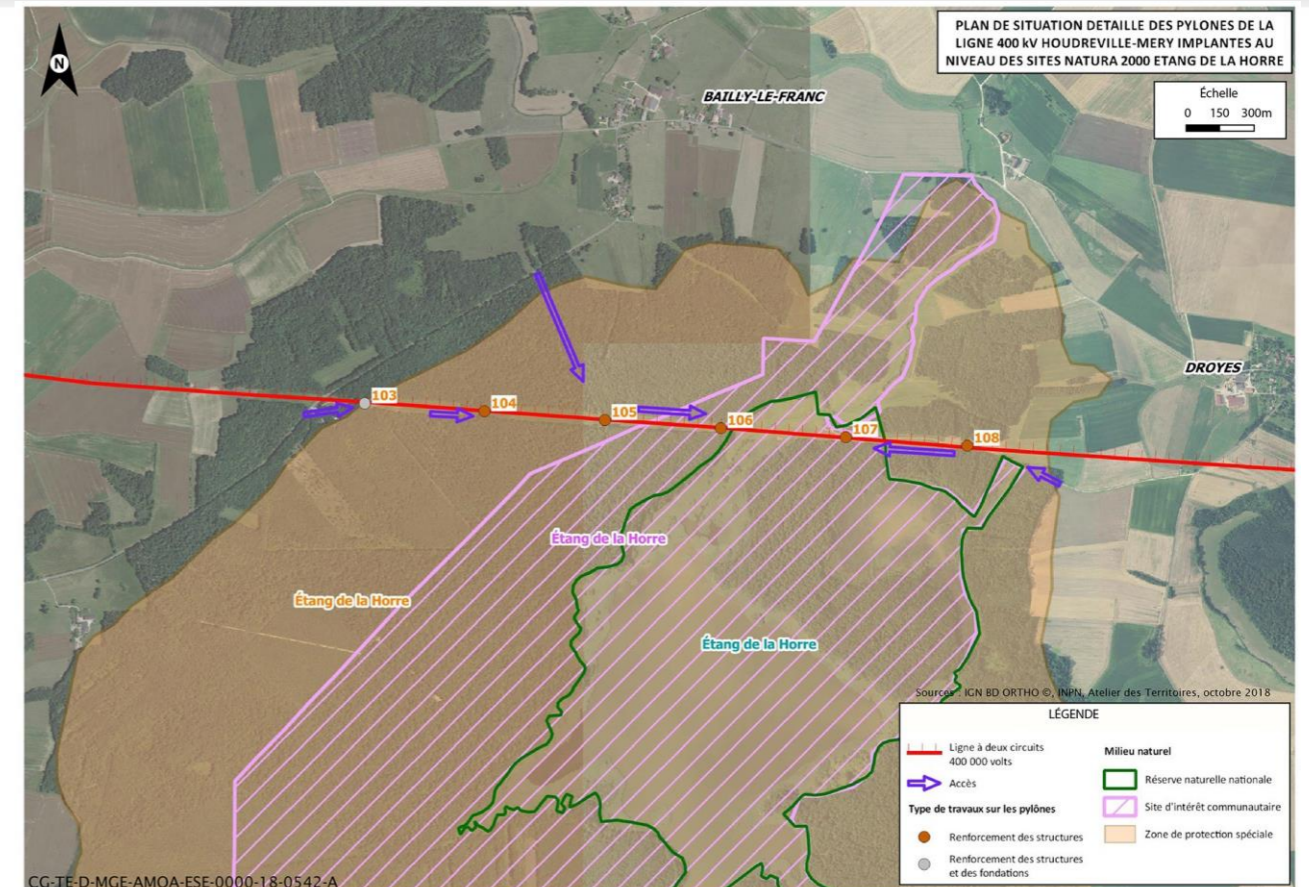 PLAN DE SITUATION DETAILLE DES PYLONES DE LA
LIGNE 400 kV HOUDREVILLE-MERY IMPLANTES AU
NIVEAU DES SITES NATURA 2000 ETANG DE LA HORRE
N
Échelle
0 150 300m
BAILLY-LE-FRANC
DROYES
103
104
105
106
107
108
Étang de la Horre
Étang de la Horre
Étang de la Horre
Sources : IGN BD ORTHO ©, INPN, Atelier des Territoires, octobre 2018
LÉGENDE
Ligne à deux circuits
400 000 volts
Accès
Type de travaux sur les pylônes
Renforcement des structures
Renforcement des structures
et des fondations
Milieu naturel
Réserve naturelle nationale
Site d'intérêt communautaire
Zone de protection spéciale
CG-TE-D-MGE-AMOA-ESE-0000-18-0542-A